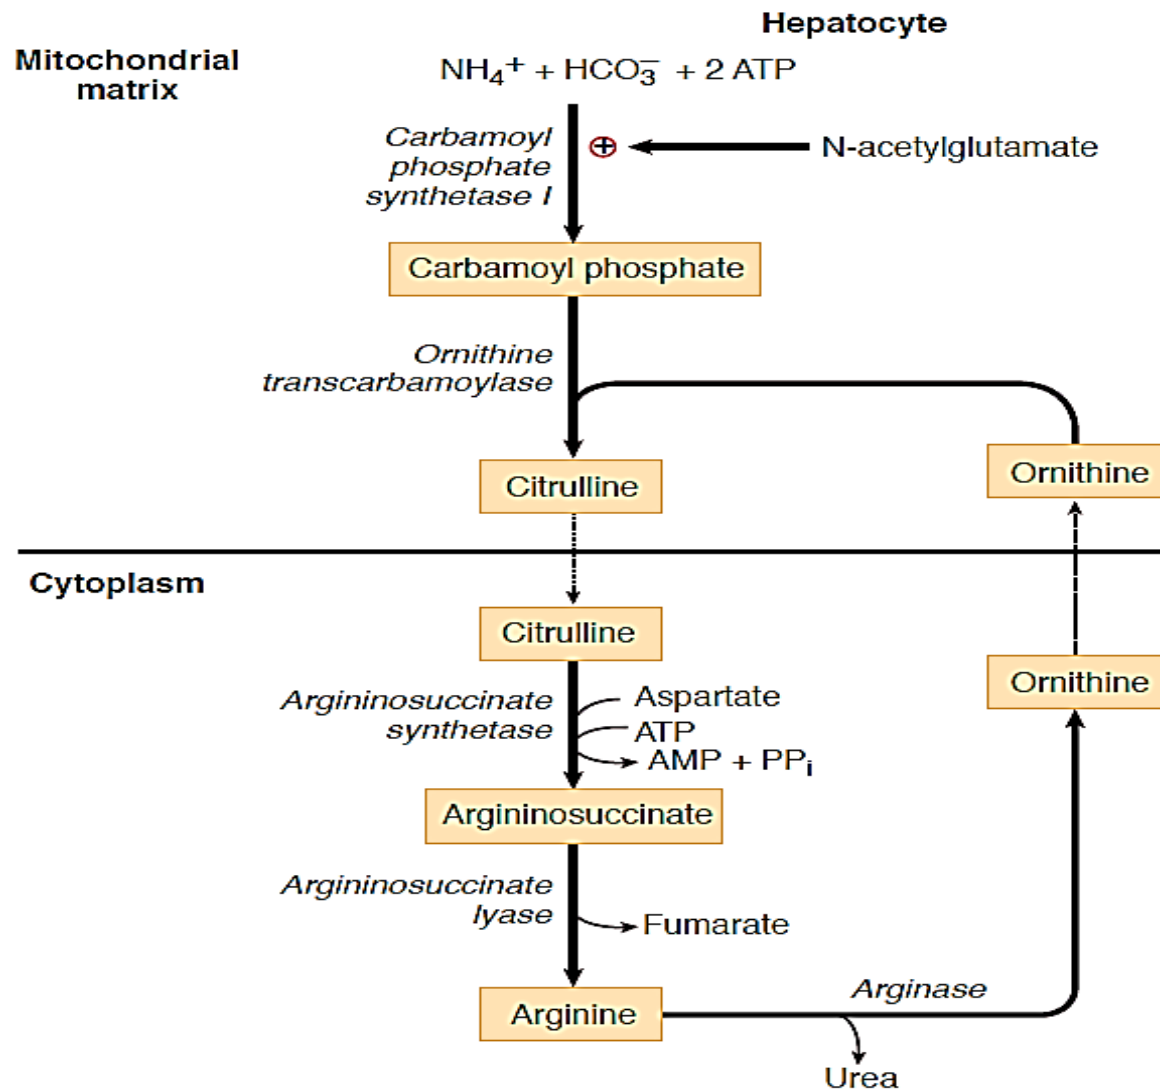 Hepatocyte
Mitochondrial
matrix
NH₄⁺ + HCO₃⁻ + 2 ATP
Carbamoyl
phosphate
synthetase I
+
N-acetylglutamate
Carbamoyl phosphate
Ornithine
transcarbamoylase
Citrulline
Ornithine
Cytoplasm
Citrulline
Ornithine
Argininosuccinate
synthetase
Aspartate
ATP
AMP + PPᵢ
Argininosuccinate
Argininosuccinate
lyase
Fumarate
Arginine
Arginase
Urea